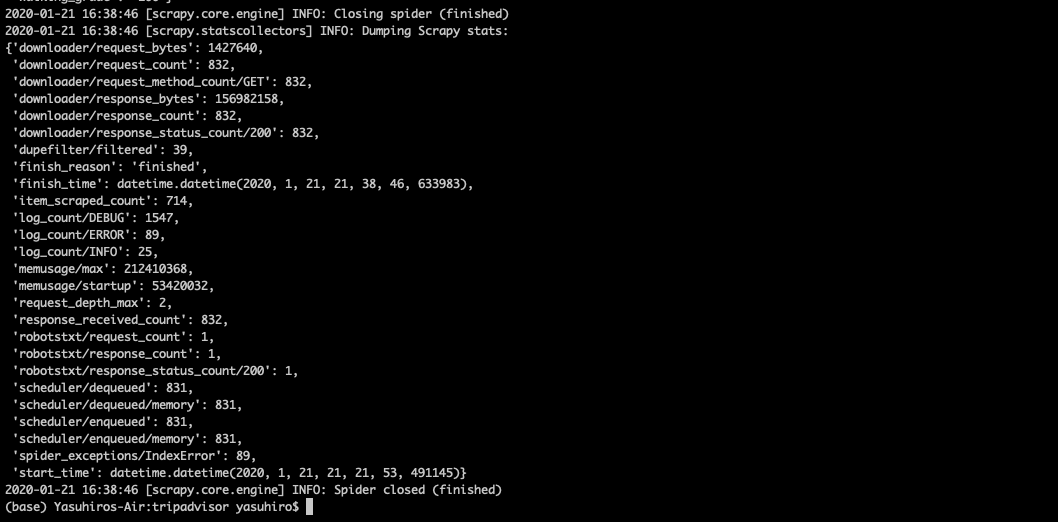 2020-01-21 16:38:46 [scrapy.core.engine] INFO: Closing spider (finished)
2020-01-21 16:38:46 [scrapy.statscollectors] INFO: Dumping Scrapy stats:
{'downloader/request_bytes': 1427640,
 'downloader/request_count': 832,
 'downloader/request_method_count/GET': 832,
 'downloader/response_bytes': 156982158,
 'downloader/response_count': 832,
 'downloader/response_status_count/200': 832,
 'dupefilter/filtered': 39,
 'finish_reason': 'finished',
 'finish_time': datetime.datetime(2020, 1, 21, 21, 38, 46, 633983),
 'item_scraped_count': 714,
 'log_count/DEBUG': 1547,
 'log_count/ERROR': 89,
 'log_count/INFO': 25,
 'memusage/max': 212410368,
 'memusage/startup': 53420032,
 'request_depth_max': 2,
 'response_received_count': 832,
 'robotstxt/request_count': 1,
 'robotstxt/response_count': 1,
 'robotstxt/response_status_count/200': 1,
 'scheduler/dequeued': 831,
 'scheduler/dequeued/memory': 831,
 'scheduler/enqueued': 831,
 'scheduler/enqueued/memory': 831,
 'spider_exceptions/IndexError': 89,
 'start_time': datetime.datetime(2020, 1, 21, 21, 21, 53, 491145)}
2020-01-21 16:38:46 [scrapy.core.engine] INFO: Spider closed (finished)
(base) Yasuhiros-Air:tripadvisor yasuhiro$